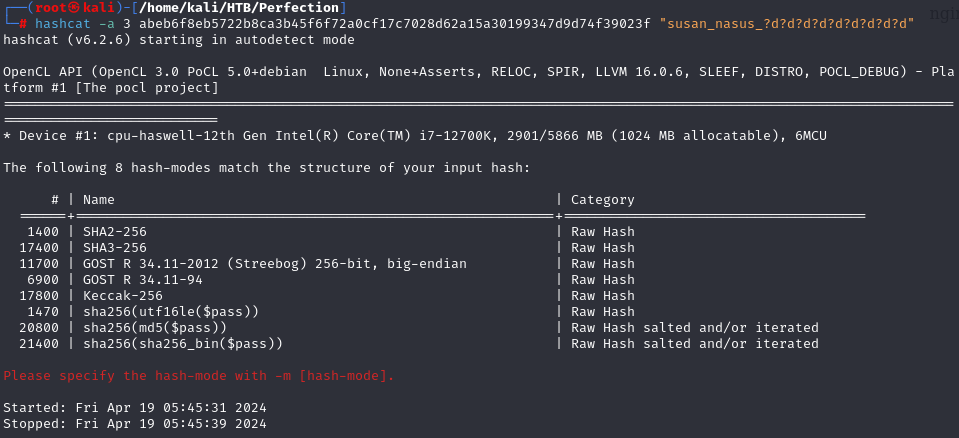 ┌──(root㉿kali)-[/home/kali/HTB/Perfection]
└─# hashcat -a 3 abeb6f8eb5722b8ca3b45f6f72a0cf17c7028d62a15a30199347d9d74f39023f "susan_nasus_?d?d?d?d?d?d?d?d?d"
hashcat (v6.2.6) starting in autodetect mode
OpenCL API (OpenCL 3.0 PoCL 5.0+debian  Linux, None+Asserts, RELOC, SPIR, LLVM 16.0.6, SLEEF, DISTRO, POCL_DEBUG) - Pla
tform #1 [The pocl project]
* Device #1: cpu-haswell-12th Gen Intel(R) Core(TM) i7-12700K, 2901/5866 MB (1024 MB allocatable), 6MCU
The following 8 hash-modes match the structure of your input hash:
# | Name | Category
1400 | SHA2-256 | Raw Hash
17400 | SHA3-256 | Raw Hash
11700 | GOST R 34.11-2012 (Streebog) 256-bit, big-endian | Raw Hash
6900 | GOST R 34.11-94 | Raw Hash
17800 | Keccak-256 | Raw Hash
1470 | sha256(utf16le($pass)) | Raw Hash
20800 | sha256(md5($pass)) | Raw Hash salted and/or iterated
21400 | sha256(sha256_bin($pass)) | Raw Hash salted and/or iterated
Please specify the hash-mode with -m [hash-mode].
Started: Fri Apr 19 05:45:31 2024
Stopped: Fri Apr 19 05:45:39 2024